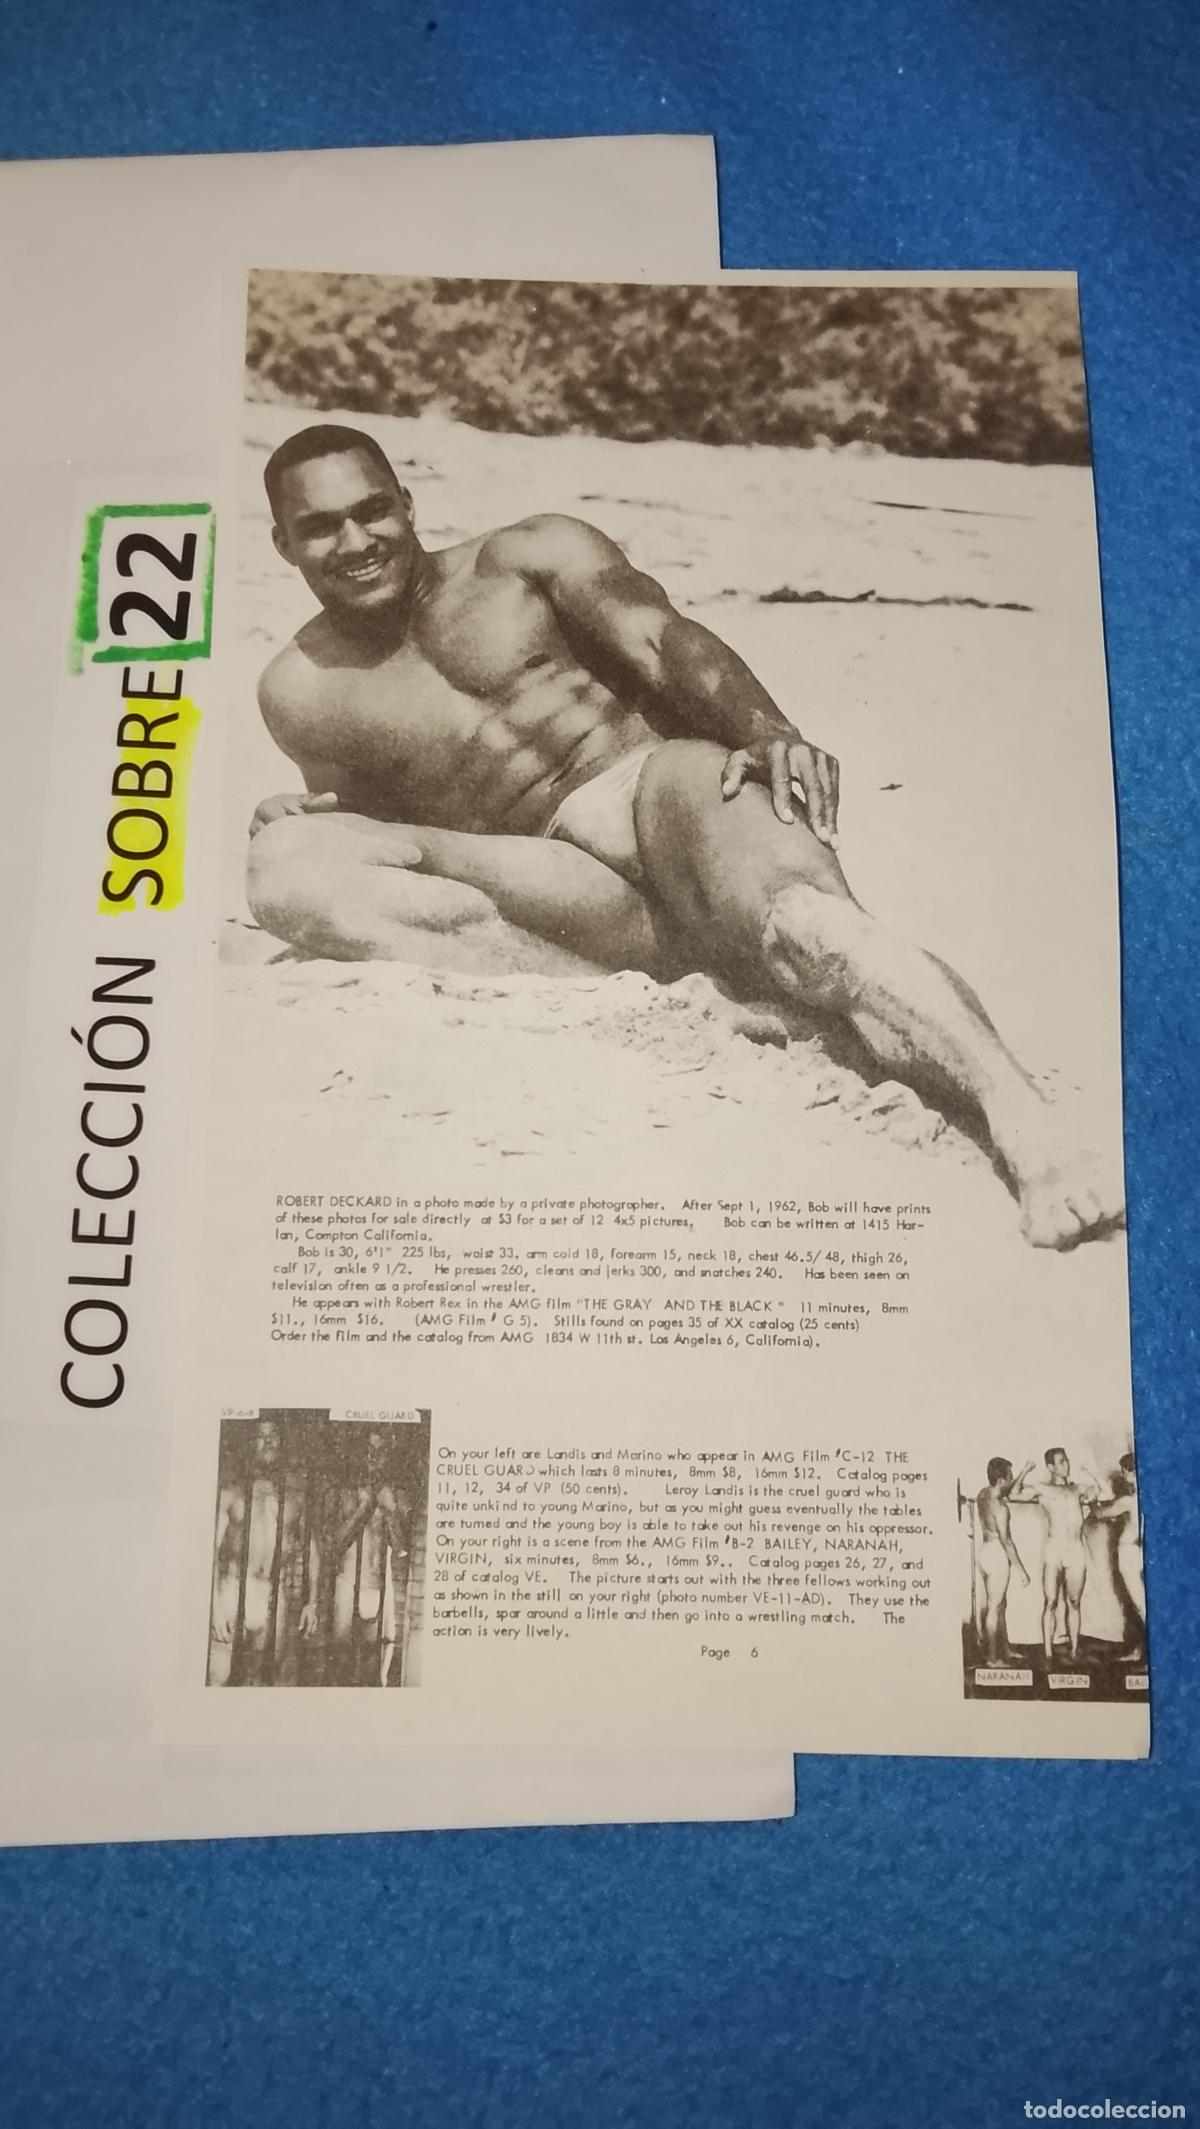 COLECCIÓN SOBRE 22
ROBERT DECKARD in a photo made by a private photographer. After Sept 1, 1962, Bob will have prints
of these photos for sale directly at $3 for a set of 12 4x5 pictures. Bob can be written at 1415 Har-
lan, Compton California.
Bob is 30, 6'1" 225 lbs, waist 33, arm cold 18, forearm 15, neck 18, chest 46.5/48, thigh 26,
calf 17, ankle 9 1/2. He presses 260, cleans and jerks 300, and snatches 240. Has been seen on
television often as a professional wrestler.
He appears with Robert Rex in the AMG film "THE GRAY AND THE BLACK" 11 minutes, 8mm
$11., 16mm $16. (AMG Film # G 5). Stills found on pages 35 of XX catalog (25 cents)
Order the film and the catalog from AMG 1834 W 11th st. Los Angeles 6, California).
CRUEL GUARD
On your left are Landis and Marino who appear in AMG Film #C-12 THE
CRUEL GUARD which lasts 8 minutes, 8mm $8, 16mm $12. Catalog pages
11, 12, 34 of VP (50 cents). Leroy Landis is the cruel guard who is
quite unkind to young Marino, but as you might guess eventually the tables
are turned and the young boy is able to take out his revenge on his oppressor.
On your right is a scene from the AMG Film #B-2 BAILEY, NARANAH,
VIRGIN, six minutes, 8mm $6., 16mm $9.. Catalog pages 26, 27, and
28 of catalog VE. The picture starts out with the three fellows working out
as shown in the still on your right (photo number VE-11-AD). They use the
barbells, spar around a little and then go into a wrestling match. The
action is very lively.
Page 6
NARANAH VIRGIN BAIL
todocoleccion